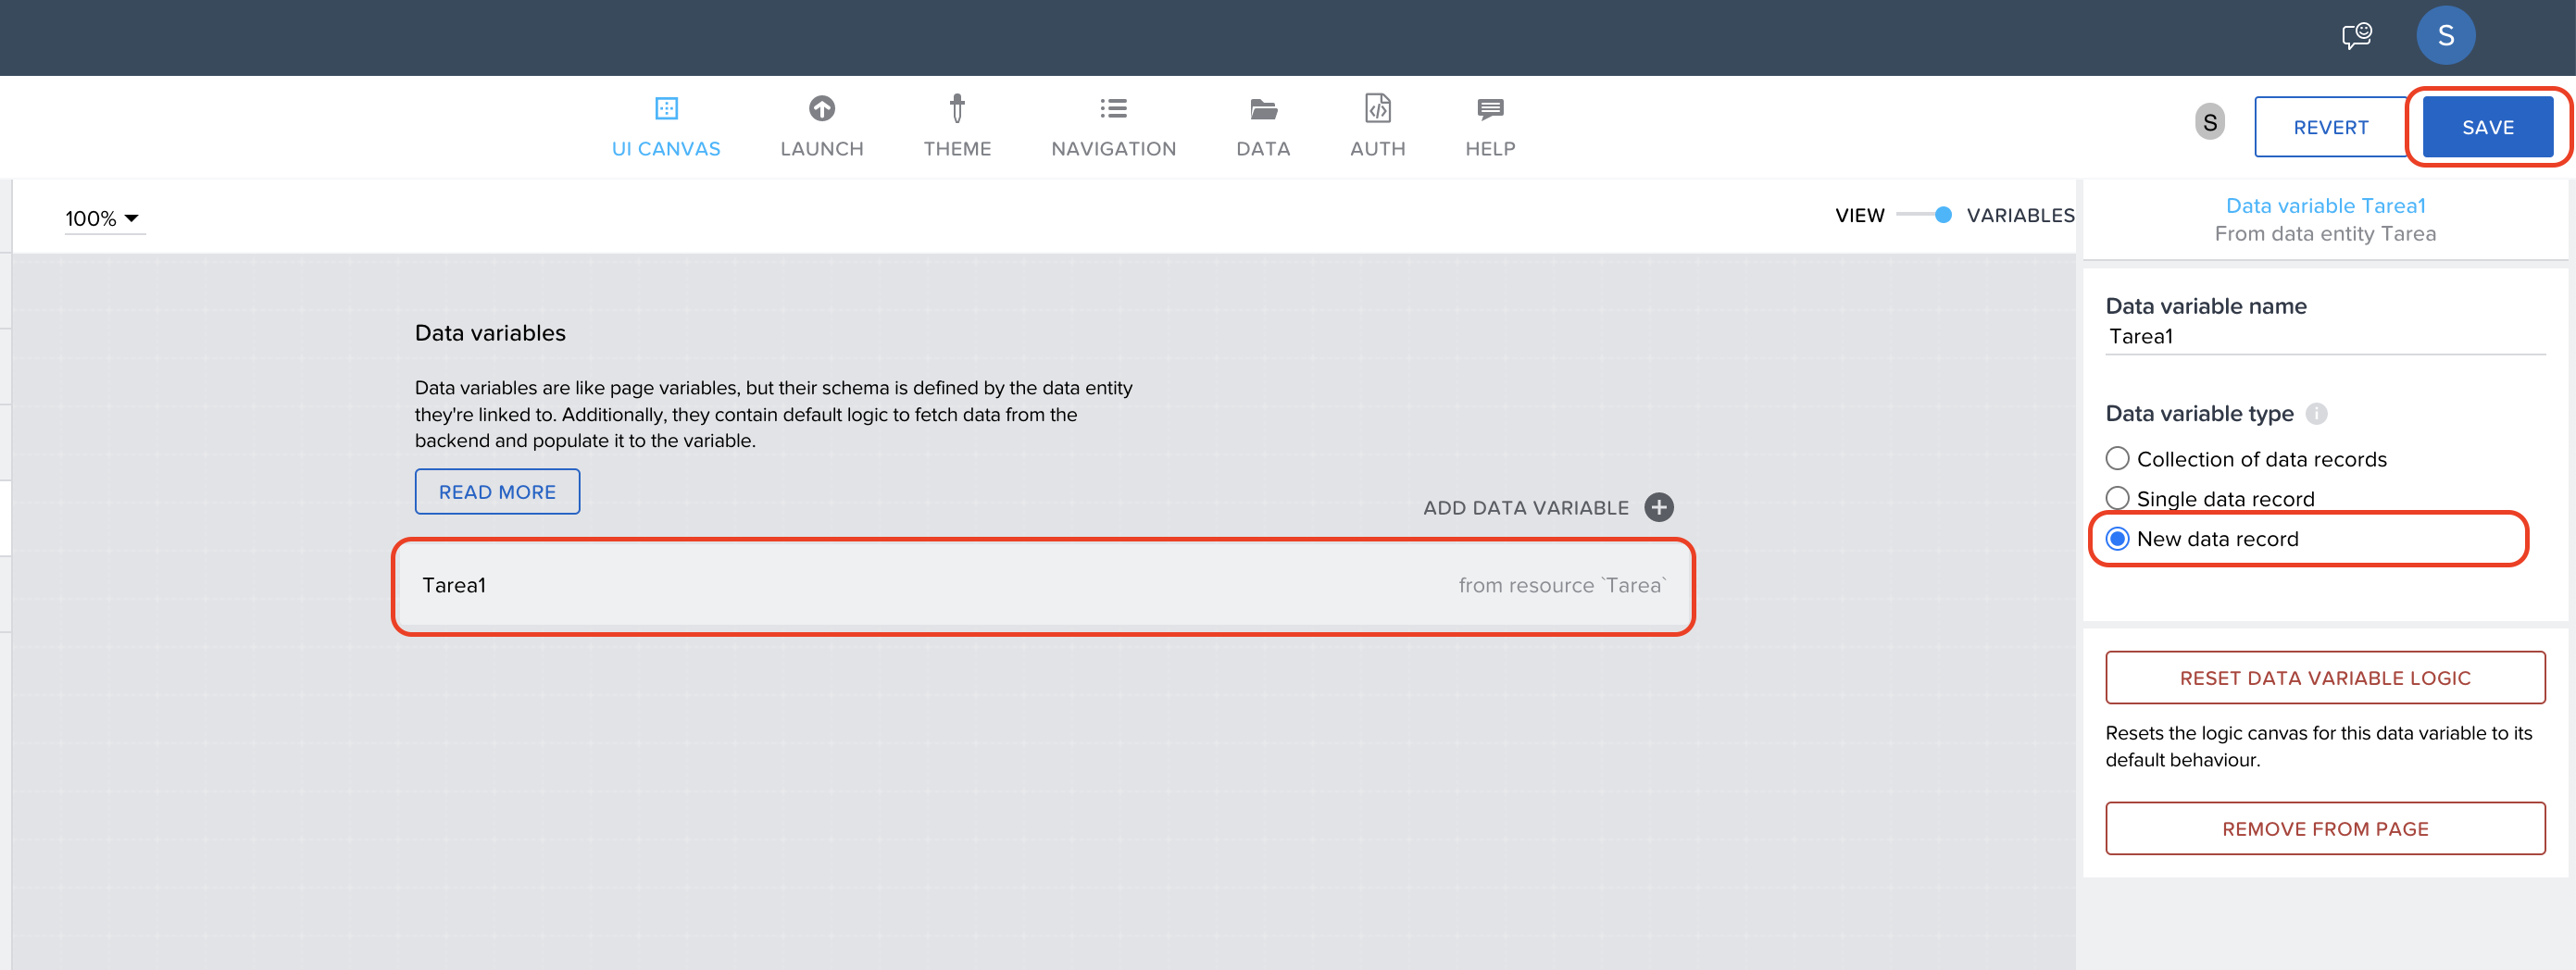 S
UI CANVAS
LAUNCH
THEME
NAVIGATION
DATA
AUTH
HELP
S
REVERT
SAVE
100%
VIEW
VARIABLES
Data variables
Data variables are like page variables, but their schema is defined by the data entity
they're linked to. Additionally, they contain default logic to fetch data from the
backend and populate it to the variable.
READ MORE
ADD DATA VARIABLE
Tarea1
from resource `Tarea`
Data variable Tarea1
From data entity Tarea
Data variable name
Tarea1
Data variable type
Collection of data records
Single data record
New data record
RESET DATA VARIABLE LOGIC
Resets the logic canvas for this data variable to its
default behaviour.
REMOVE FROM PAGE